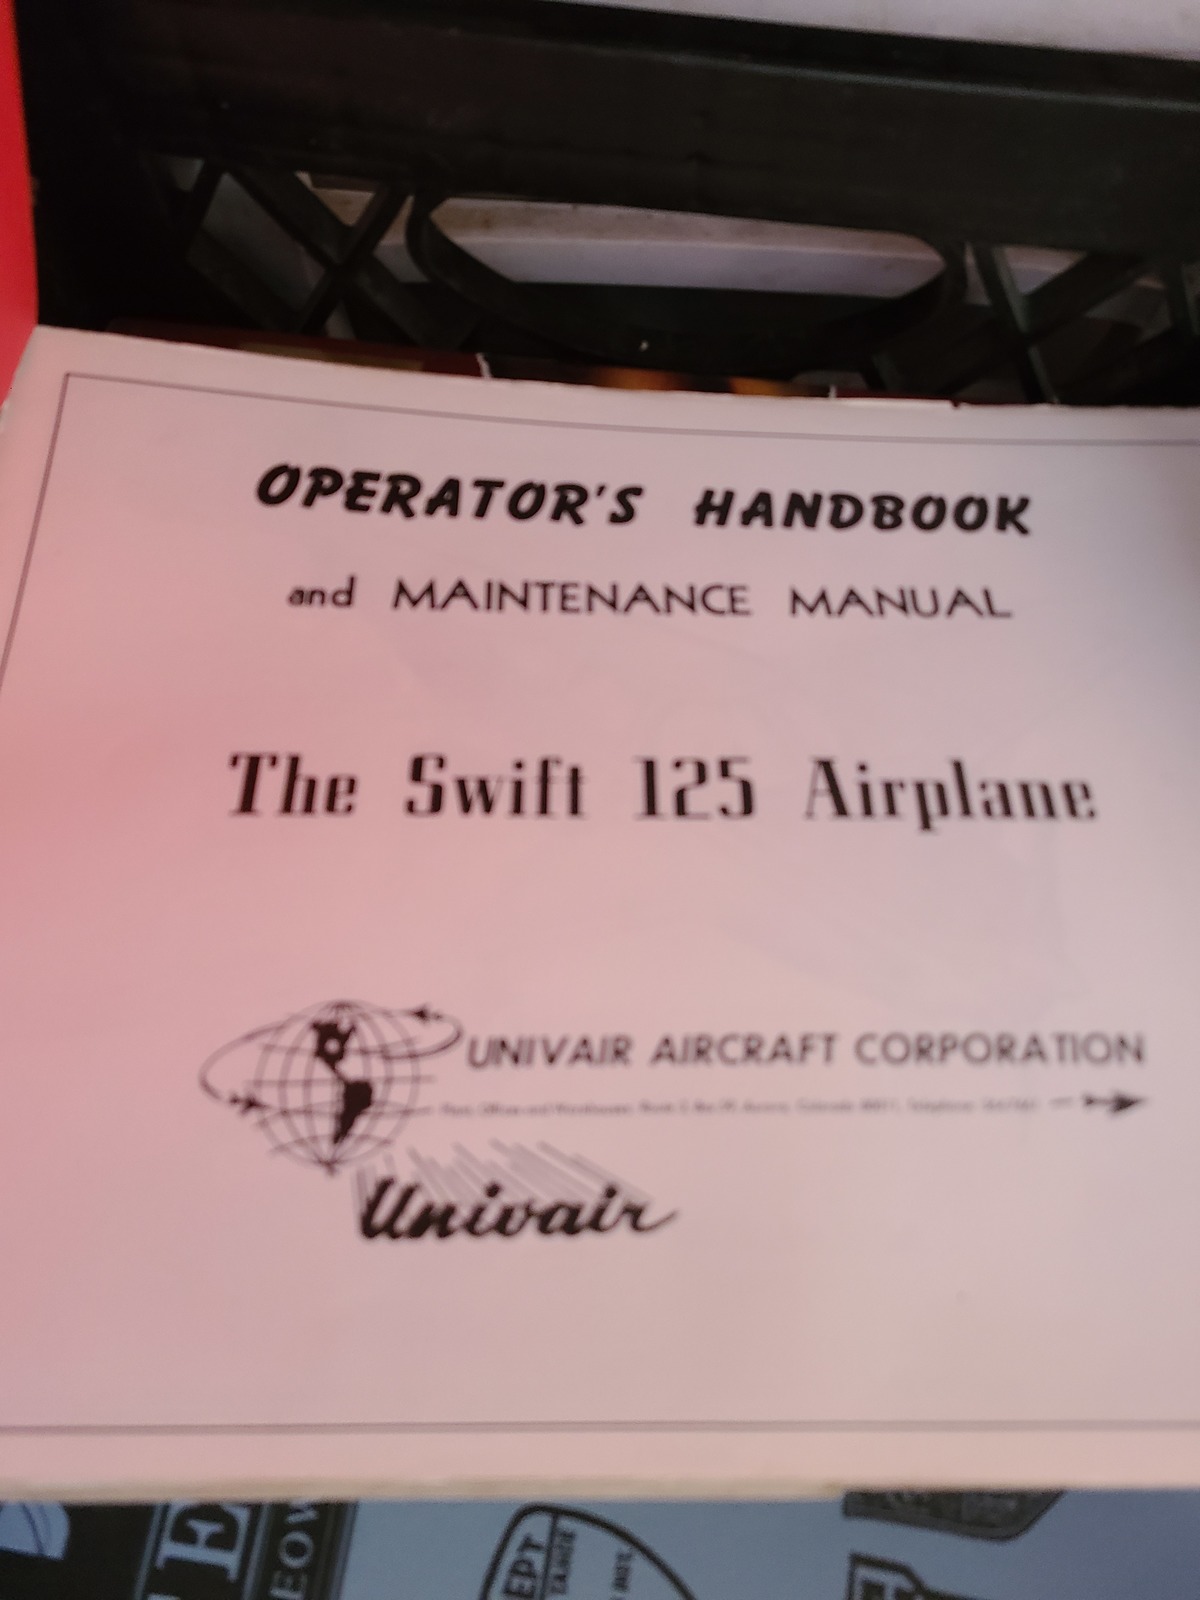 OPERATOR'S HANDBOOK
and MAINTENANCE MANUAL
The Swift 125 Airplane
UNIVAIR AIRCRAFT CORPORATION
Univair